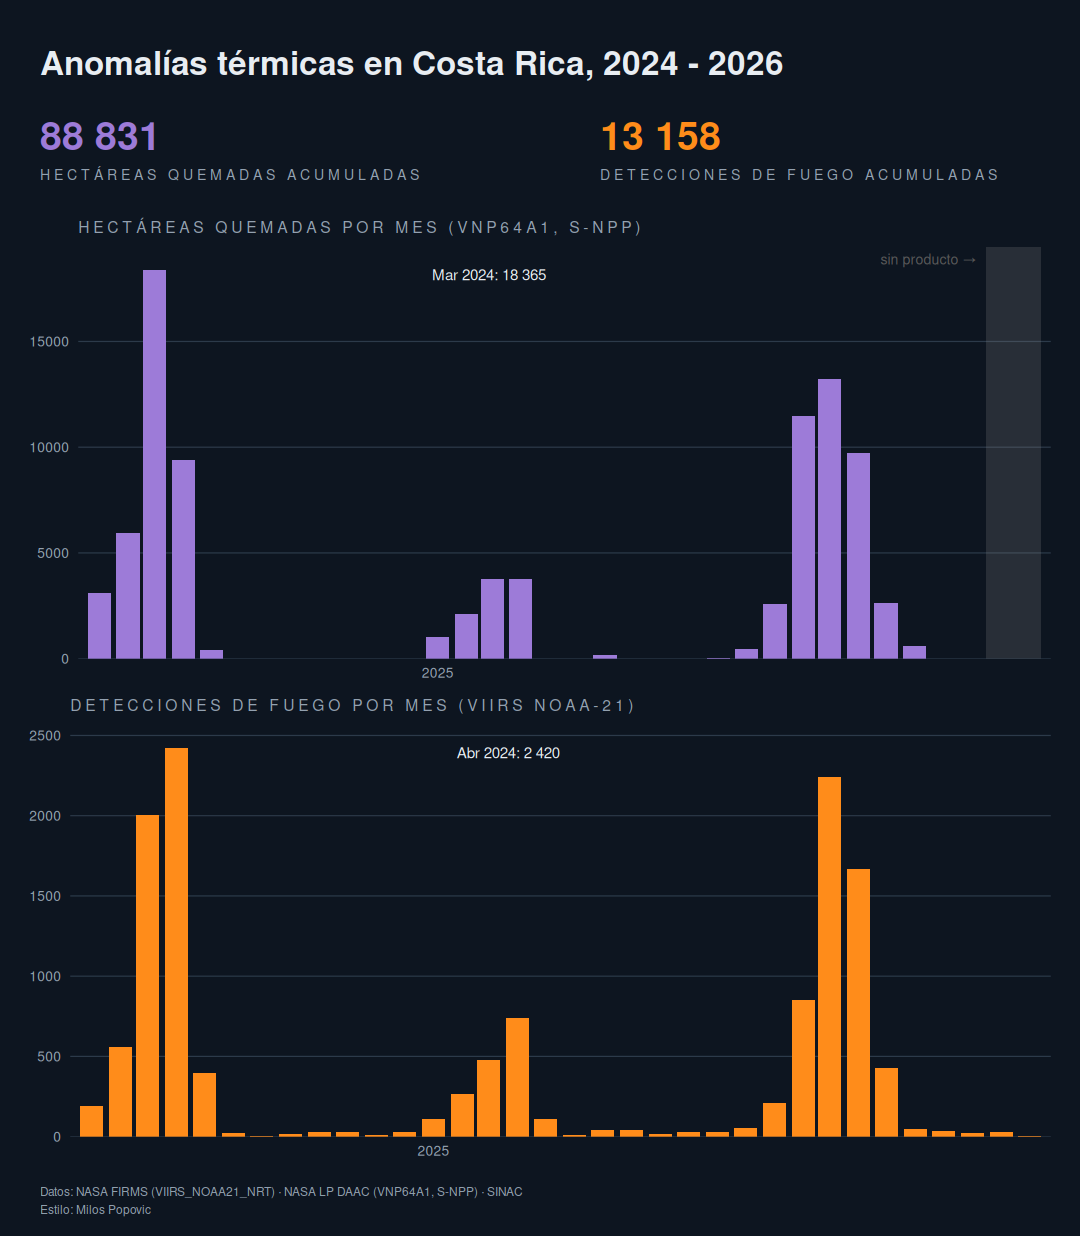 Anomalías térmicas en Costa Rica, 2024 - 2026
88 831
13 158
HECTÁREAS QUEMADAS ACUMULADAS
DETECCIONES DE FUEGO ACUMULADAS
HECTÁREAS QUEMADAS POR MES (VNP64A1, S-NPP)
sin producto →
Mar 2024: 18 365
15000
10000
5000
0
2025
DETECCIONES DE FUEGO POR MES (VIIRS NOAA-21)
2500
Abr 2024: 2 420
2000
1500
1000
500
0
2025
Datos: NASA FIRMS (VIIRS_NOAA21_NRT) · NASA LP DAAC (VNP64A1, S-NPP) · SINAC
Estilo: Milos Popovic